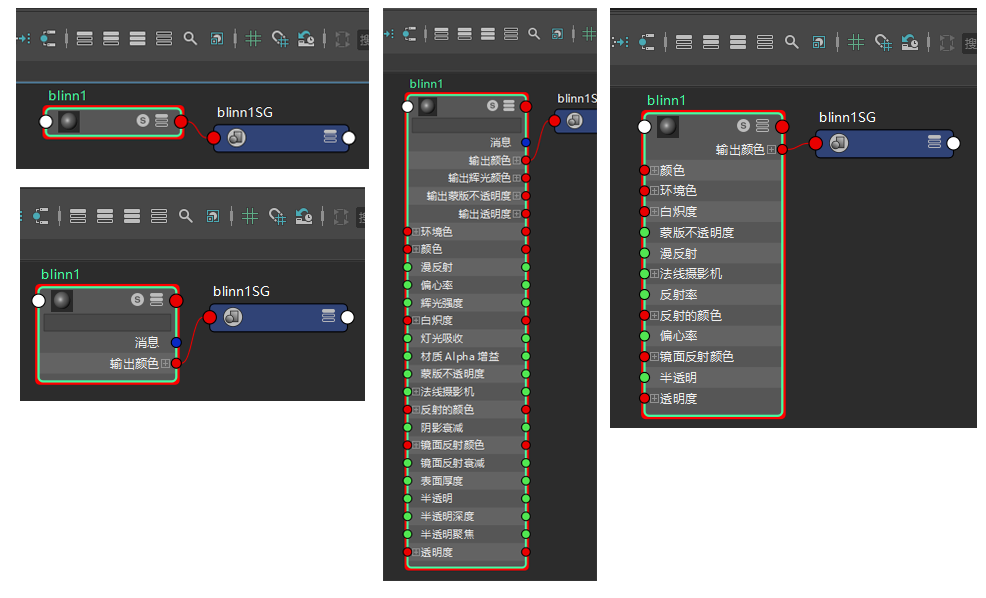 blinn1
blinn1SG
blinn1
blinn1SG
消息
输出颜色
blinn1
blinn1S
消息
输出颜色
输出辉光颜色
输出蒙版不透明度
输出透明度
环境色
颜色
漫反射
偏心率
辉光强度
白炽度
灯光吸收
材质 Alpha 增益
蒙版不透明度
法线摄影机
反射的颜色
阴影衰减
镜面反射颜色
镜面反射衰减
表面厚度
半透明
半透明深度
半透明聚焦
透明度
搜
blinn1
blinn1SG
输出颜色
颜色
环境色
白炽度
蒙版不透明度
漫反射
法线摄影机
反射率
反射的颜色
偏心率
镜面反射颜色
半透明
透明度